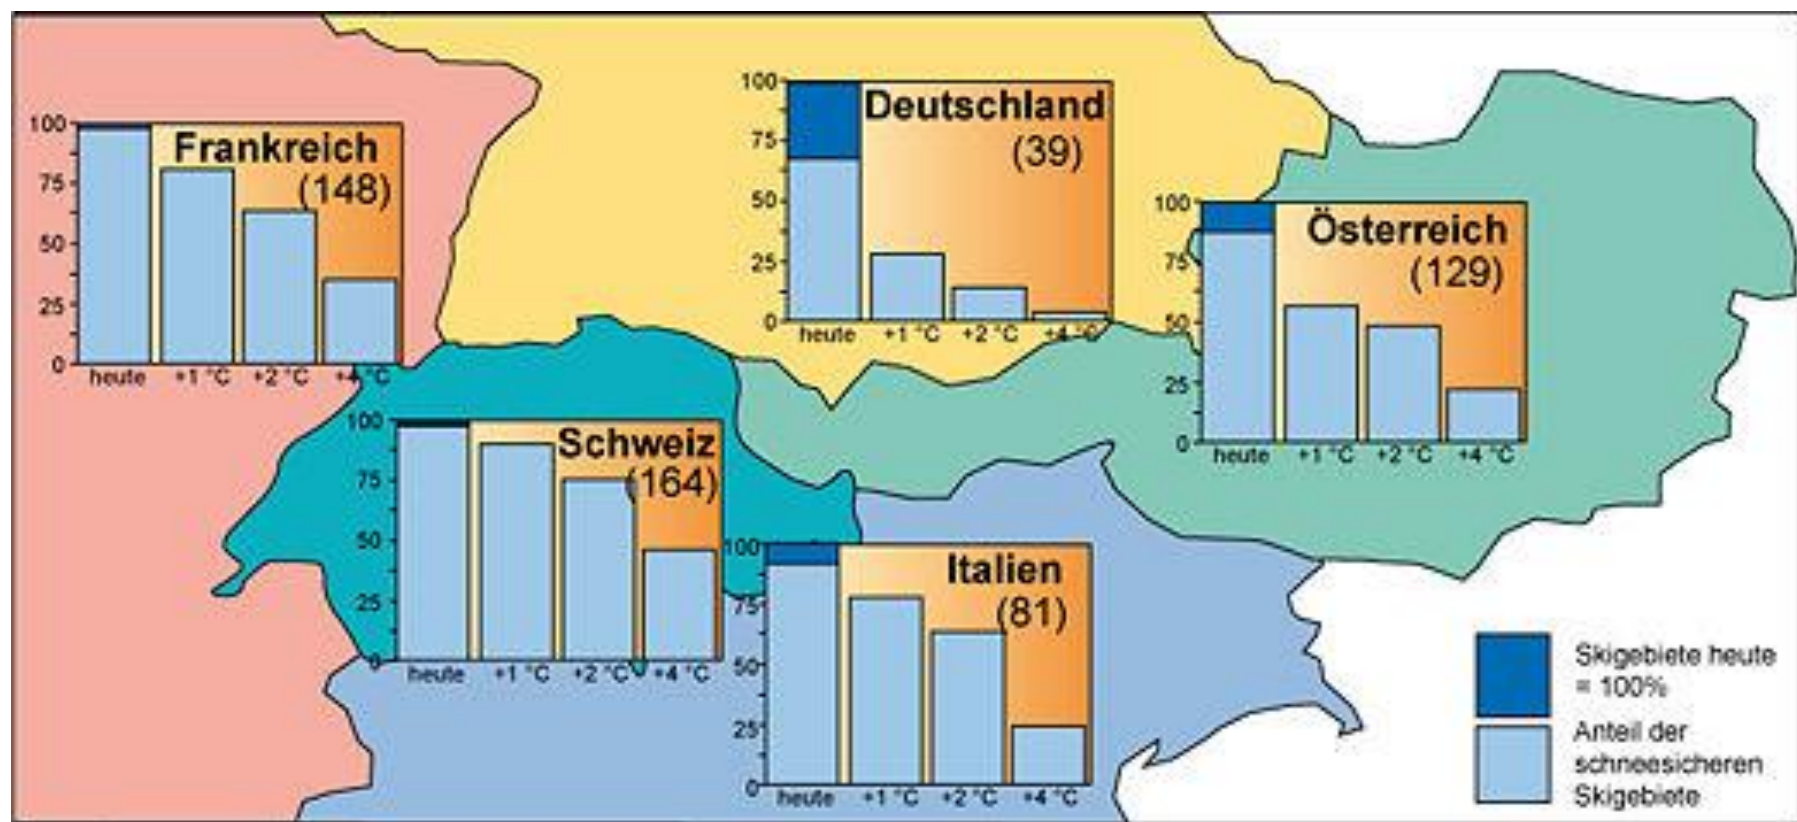 100
75
50
25
0
Frankreich
(148)
heute
+1 °C
+2 °C
+4 °C
100
75
50
25
0
Deutschland
(39)
heute
+1 °C
+2 °C
+4 °C
100
75
50
25
0
Österreich
(129)
heute
+1 °C
+2 °C
+4 °C
100
75
50
25
0
Schweiz
(164)
heute
+1 °C
+2 °C
+4 °C
100
75
50
25
0
Italien
(81)
heute
+1 °C
+2 °C
+4 °C
Skigebiete heute
= 100%
Anteil der
schneesicheren
Skigebiete